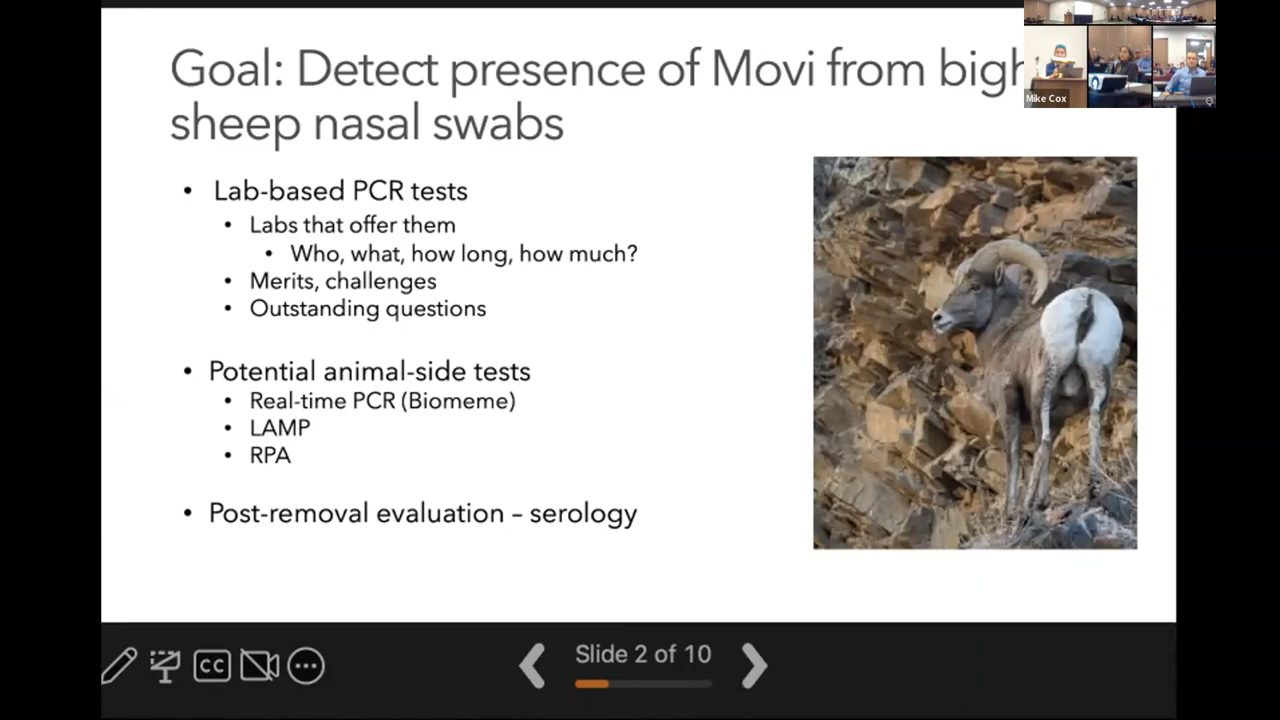 Goal: Detect presence of Movi from big
sheep nasal swabs
Mike Cox
• Lab-based PCR tests
• Labs that offer them
• Who, what, how long, how much?
• Merits, challenges
• Outstanding questions
• Potential animal-side tests
• Real-time PCR (Biomeme)
• LAMP
• RPA
• Post-removal evaluation – serology
CC
Slide 2 of 10